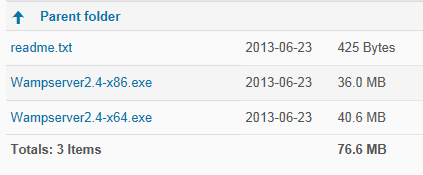 Parent folder
readme.txt 2013-06-23 425 Bytes
Wampserver2.4-x86.exe 2013-06-23 36.0 MB
Wampserver2.4-x64.exe 2013-06-23 40.6 MB
Totals: 3 Items 76.6 MB